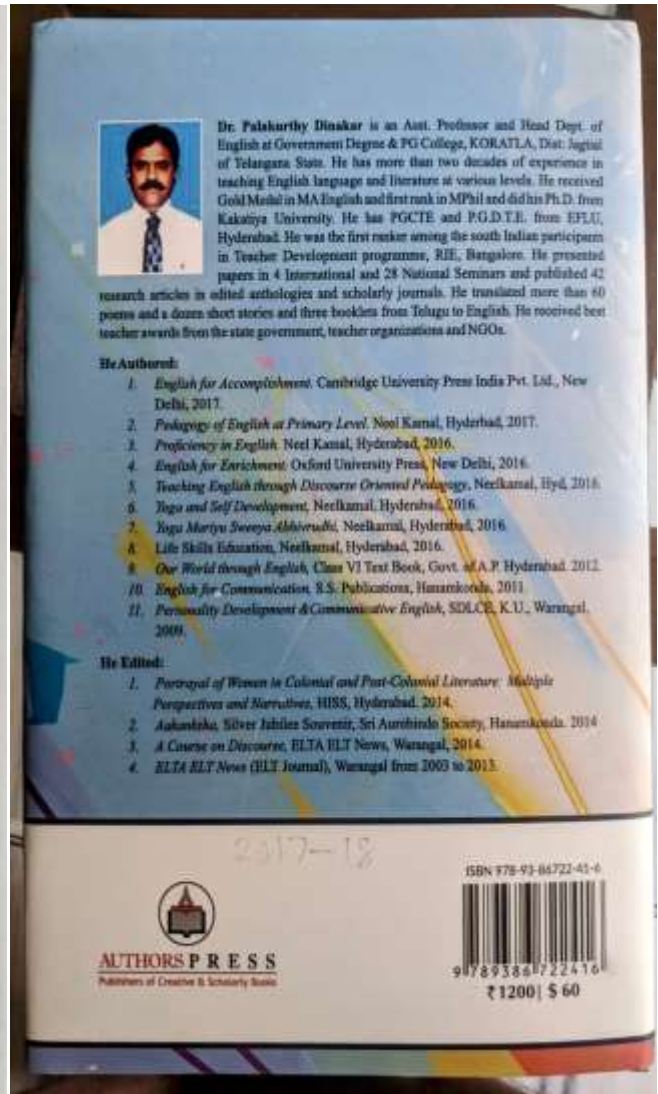 Dr. Palakurthy Dinakar is an Asst. Professor and Head Dept. of
English at Government Degree & PG College, KORATLA, Dist: Jagtial
of Telangana State. He has more than two decades of experience in
teaching English language and literature at various levels. He received
Gold Medal in MA English and first rank in MPhil and did his Ph.D. from
Kakatiya University. He has PGCTE and P.G.D.T.E. from EFLU,
Hyderabad. He was the first ranker among the south Indian participants
in Teacher Development programme, RIE, Bangalore. He presented
papers in 4 International and 28 National Seminars and published 42
research articles in edited anthologies and scholarly journals. He translated more than 60
poems and a dozen short stories and three booklets from Telugu to English. He received best
teacher awards from the state government, teacher organizations and NGOs.
He Authored:
1. English for Accomplishment. Cambridge University Press India Pvt. Ltd., New
Delhi, 2017.
2. Pedagogy of English at Primary Level. Neel Kamal, Hyderbad, 2017.
3. Proficiency in English. Neel Kamal, Hyderabad, 2016.
4. English for Enrichment. Oxford University Press, New Delhi, 2016.
5. Teaching English through Discourse Oriented Pedagogy, Neelkamal, Hyd, 2016.
6. Yoga and Self Development, Neelkamal, Hyderabad, 2016.
7. Yoga Mariyu Sweeya Abhivrudhi, Neelkamal, Hyderabad, 2016.
8. Life Skills Education, Neelkamal, Hyderabad, 2016.
9. Our World through English, Class VI Text Book, Govt. of A.P. Hyderabad. 2012.
10. English for Communication, S.S. Publications, Hanamkonda, 2011.
11. Personality Development & Communicative English, SDLCE, K.U., Warangal,
2009.
He Edited:
1. Portrayal of Women in Colonial and Post-Colonial Literature: Multiple
Perspectives and Narratives, HISS, Hyderabad. 2014.
2. Aakanksha, Silver Jubilee Souvenir, Sri Aurobindo Society, Hanamkonda. 2014
3. A Course on Discourse, ELTA ELT News, Warangal, 2014.
4. ELTA ELT News (ELT Journal), Warangal from 2003 to 2013.
2017-18
AUTHORS PRESS
Publishers of Creative & Scholarly Books
ISBN 978-93-86722-41-6
9 789386 722416
₹ 1200 | $ 60